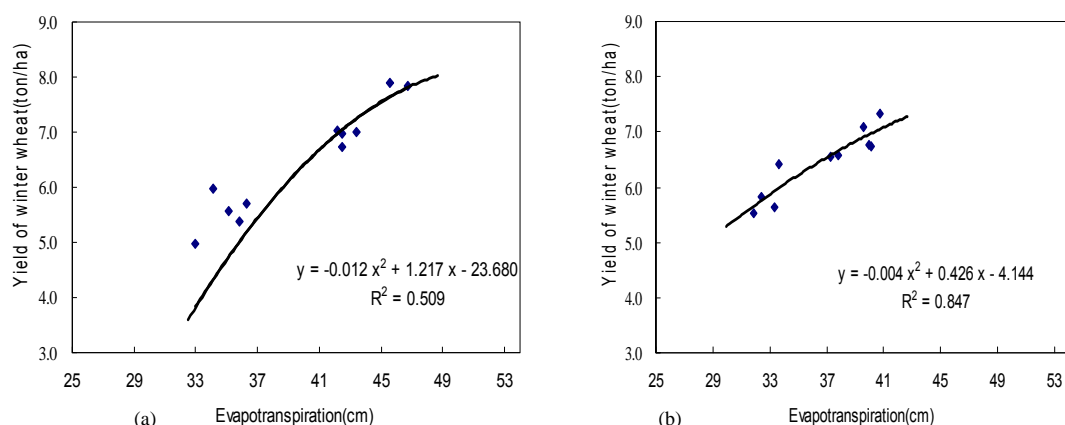 Yield of winter wheat(ton/ha)
9.0
8.0
7.0
6.0
5.0
4.0
3.0
y = -0.012 x² + 1.217 x - 23.680
R² = 0.509
25 29 33 37 41 45 49 53
(a) Evapotranspiration(cm)
Yield of winter wheat(ton/ha)
9.0
8.0
7.0
6.0
5.0
4.0
3.0
y = -0.004 x² + 0.426 x - 4.144
R² = 0.847
25 29 33 37 41 45 49 53
(b) Evapotranspiration(cm)